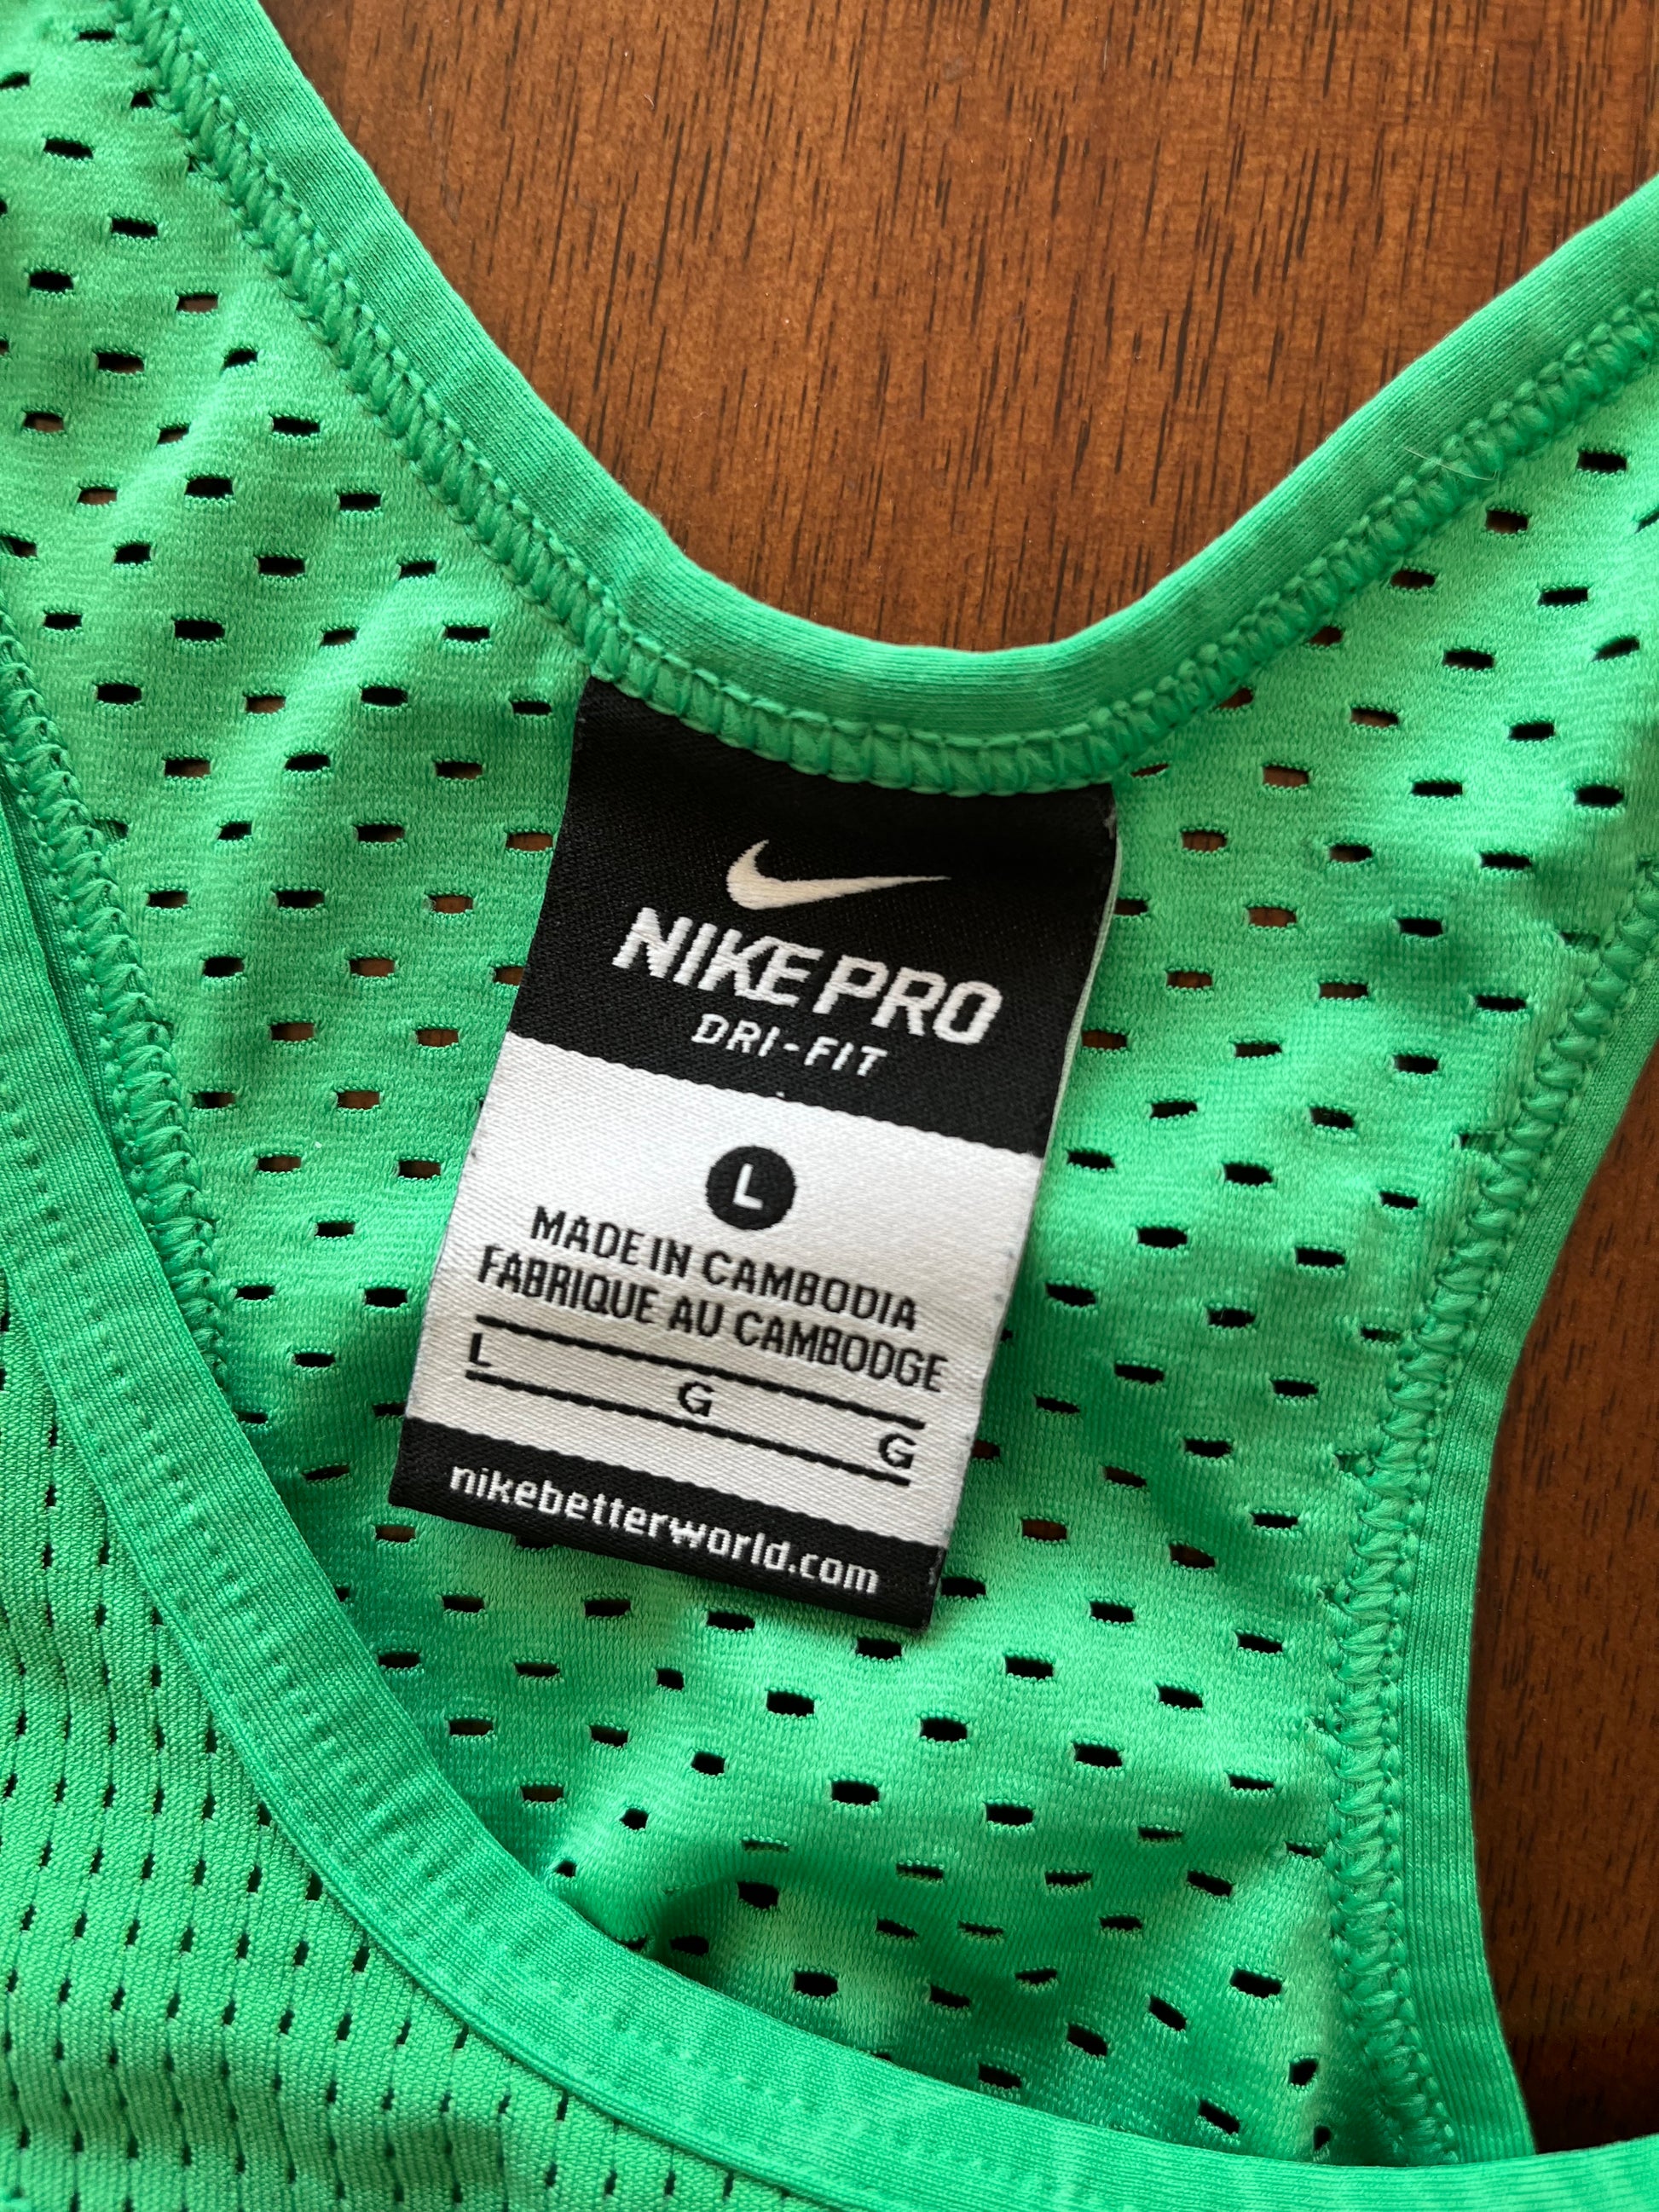 NIKE PRO
DRI-FIT
L
MADE IN CAMBODIA
FABRIQUE AU CAMBODGE
L G G
nikebetterworld.com